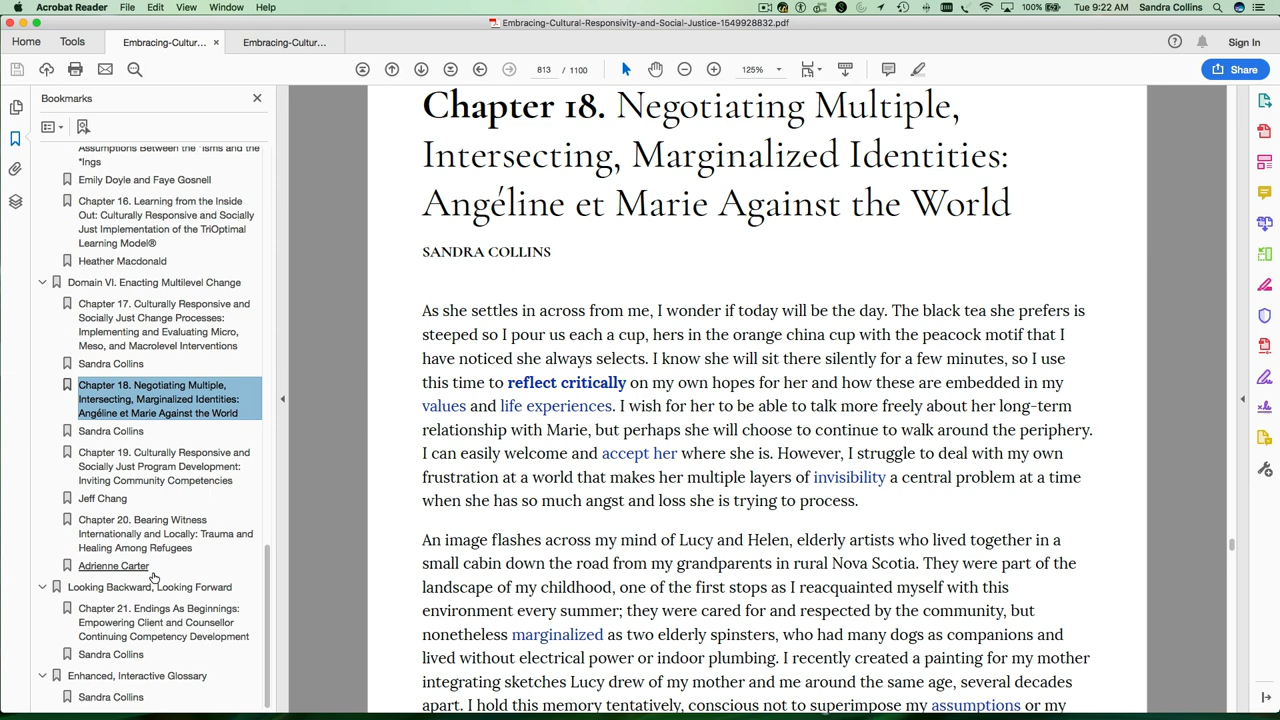 Acrobat Reader File Edit View Window Help 100% Tue 9:22 AM Sandra Collins
Embracing-Cultural-Responsivity-and-Social-Justice-1549928832.pdf
Home Tools Embracing-Cultur... × Embracing-Cultur... Sign In
813 / 1100 125% Share
Bookmarks
Assumptions Between the *Isms and the
*Ings
Emily Doyle and Faye Gosnell
Chapter 16. Learning from the Inside
Out: Culturally Responsive and Socially
Just Implementation of the TriOptimal
Learning Model®
Heather Macdonald
Domain VI. Enacting Multilevel Change
Chapter 17. Culturally Responsive and
Socially Just Change Processes:
Implementing and Evaluating Micro,
Meso, and Macrolevel Interventions
Sandra Collins
Chapter 18. Negotiating Multiple,
Intersecting, Marginalized Identities:
Angéline et Marie Against the World
Sandra Collins
Chapter 19. Culturally Responsive and
Socially Just Program Development:
Inviting Community Competencies
Jeff Chang
Chapter 20. Bearing Witness
Internationally and Locally: Trauma and
Healing Among Refugees
Adrienne Carter
Looking Backward, Looking Forward
Chapter 21. Endings As Beginnings:
Empowering Client and Counsellor
Continuing Competency Development
Sandra Collins
Enhanced, Interactive Glossary
Sandra Collins
Chapter 18. Negotiating Multiple,
Intersecting, Marginalized Identities:
Angéline et Marie Against the World
SANDRA COLLINS
As she settles in across from me, I wonder if today will be the day. The black tea she prefers is
steeped so I pour us each a cup, hers in the orange china cup with the peacock motif that I
have noticed she always selects. I know she will sit there silently for a few minutes, so I use
this time to reflect critically on my own hopes for her and how these are embedded in my
values and life experiences. I wish for her to be able to talk more freely about her long-term
relationship with Marie, but perhaps she will choose to continue to walk around the periphery.
I can easily welcome and accept her where she is. However, I struggle to deal with my own
frustration at a world that makes her multiple layers of invisibility a central problem at a time
when she has so much angst and loss she is trying to process.
An image flashes across my mind of Lucy and Helen, elderly artists who lived together in a
small cabin down the road from my grandparents in rural Nova Scotia. They were part of the
landscape of my childhood, one of the first stops as I reacquainted myself with this
environment every summer; they were cared for and respected by the community, but
nonetheless marginalized as two elderly spinsters, who had many dogs as companions and
lived without electrical power or indoor plumbing. I recently created a painting for my mother
integrating sketches Lucy drew of my mother and me around the same age, several decades
apart. I hold this memory tentatively, conscious not to superimpose my assumptions or my